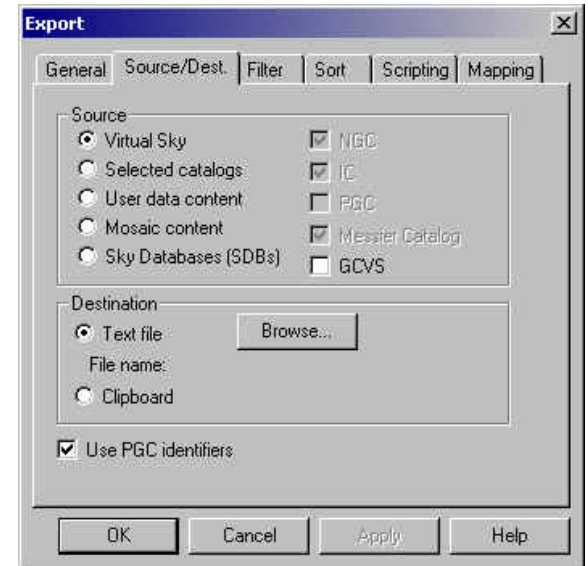 Export
General Source/Dest. Filter Sort Scripting Mapping
Source
Virtual Sky NGC
Selected catalogs IC
User data content PGC
Mosaic content Messier Catalog
Sky Databases (SDBs) GCVS
Destination
Text file Browse...
File name:
Clipboard
Use PGC identifiers
OK Cancel Apply Help